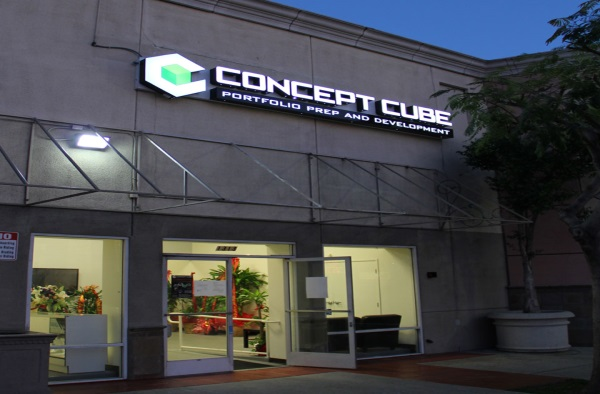 CONCEPT CUBE
PORTFOLIO PREP AND DEVELOPMENT